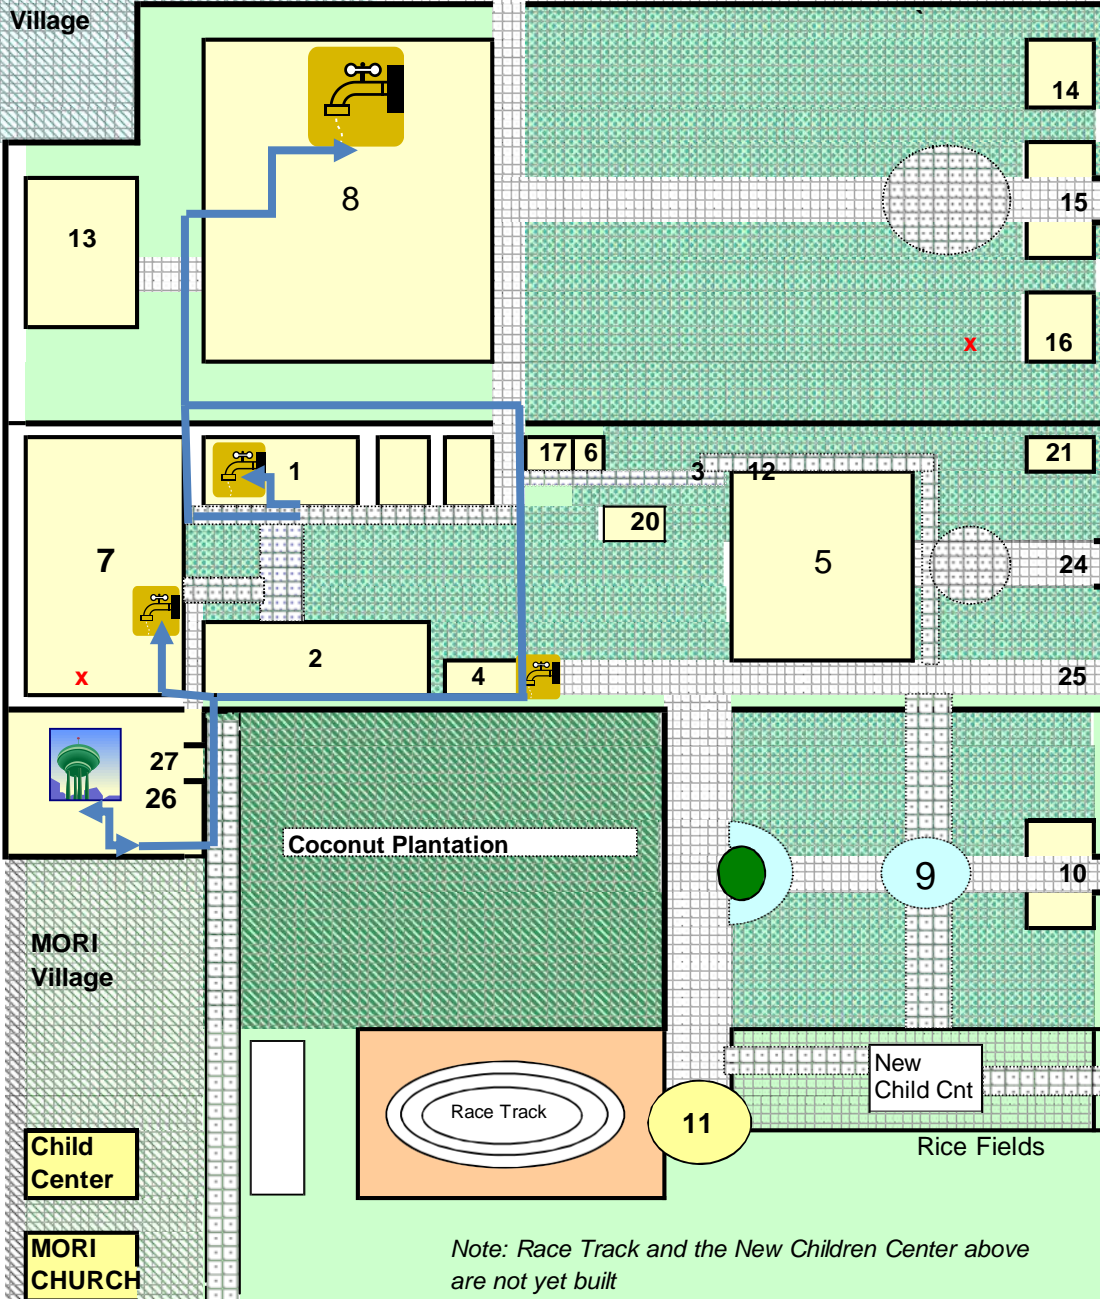 Village
14
8
15
13
16
x
17
6
21
1
3
12
20
7
5
24
2
4
25
x
27
26
Coconut Plantation
9
10
MORI
Village
New
Child Cnt
Race Track
11
Child
Center
Rice Fields
MORI
CHURCH
Note: Race Track and the New Children Center above
are not yet built